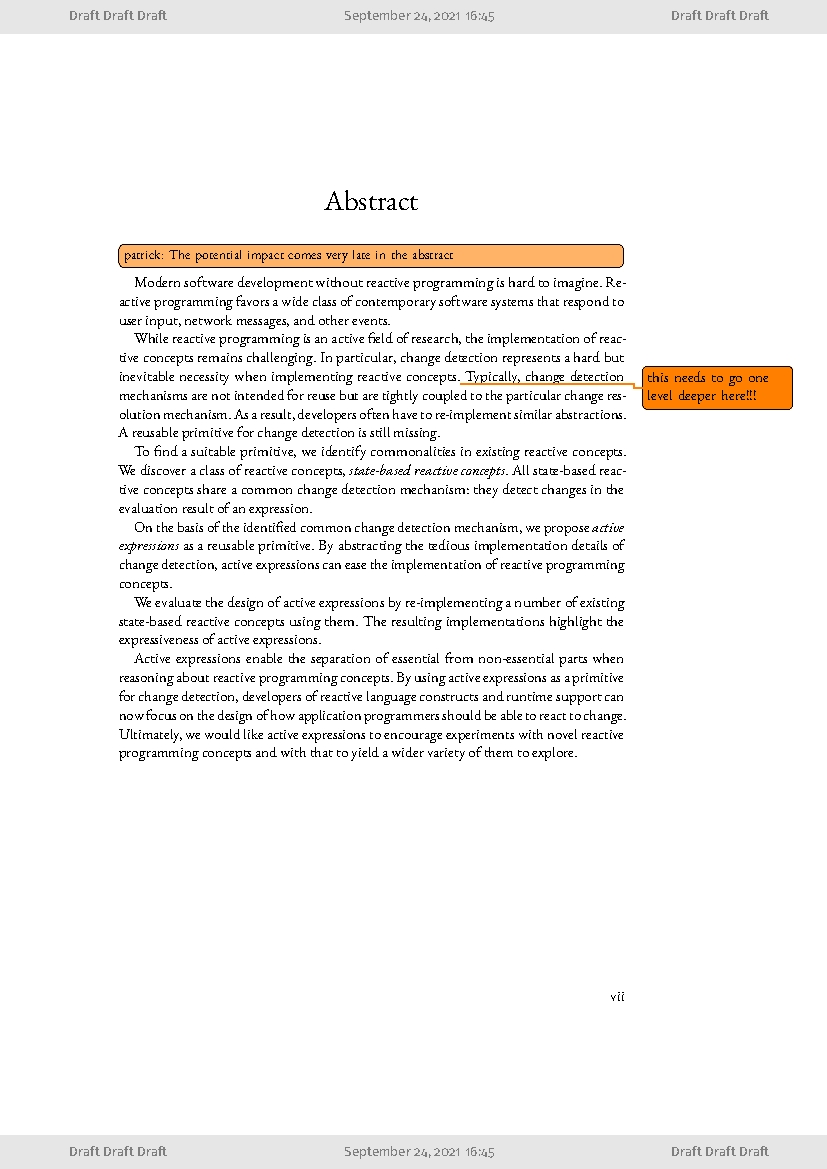 Draft Draft Draft September 24, 2021 16:45 Draft Draft Draft
Abstract
patrick: The potential impact comes very late in the abstract
Modern software development without reactive programming is hard to imagine. Re-
active programming favors a wide class of contemporary software systems that respond to
user input, network messages, and other events.
While reactive programming is an active field of research, the implementation of reac-
tive concepts remains challenging. In particular, change detection represents a hard but
inevitable necessity when implementing reactive concepts. Typically, change detection
mechanisms are not intended for reuse but are tightly coupled to the particular change res-
olution mechanism. As a result, developers often have to re-implement similar abstractions.
A reusable primitive for change detection is still missing.
this needs to go one
level deeper here!!!
To find a suitable primitive, we identify commonalities in existing reactive concepts.
We discover a class of reactive concepts, state-based reactive concepts. All state-based reac-
tive concepts share a common change detection mechanism: they detect changes in the
evaluation result of an expression.
On the basis of the identified common change detection mechanism, we propose active
expressions as a reusable primitive. By abstracting the tedious implementation details of
change detection, active expressions can ease the implementation of reactive programming
concepts.
We evaluate the design of active expressions by re-implementing a number of existing
state-based reactive concepts using them. The resulting implementations highlight the
expressiveness of active expressions.
Active expressions enable the separation of essential from non-essential parts when
reasoning about reactive programming concepts. By using active expressions as a primitive
for change detection, developers of reactive language constructs and runtime support can
now focus on the design of how application programmers should be able to react to change.
Ultimately, we would like active expressions to encourage experiments with novel reactive
programming concepts and with that to yield a wider variety of them to explore.
vii
Draft Draft Draft September 24, 2021 16:45 Draft Draft Draft